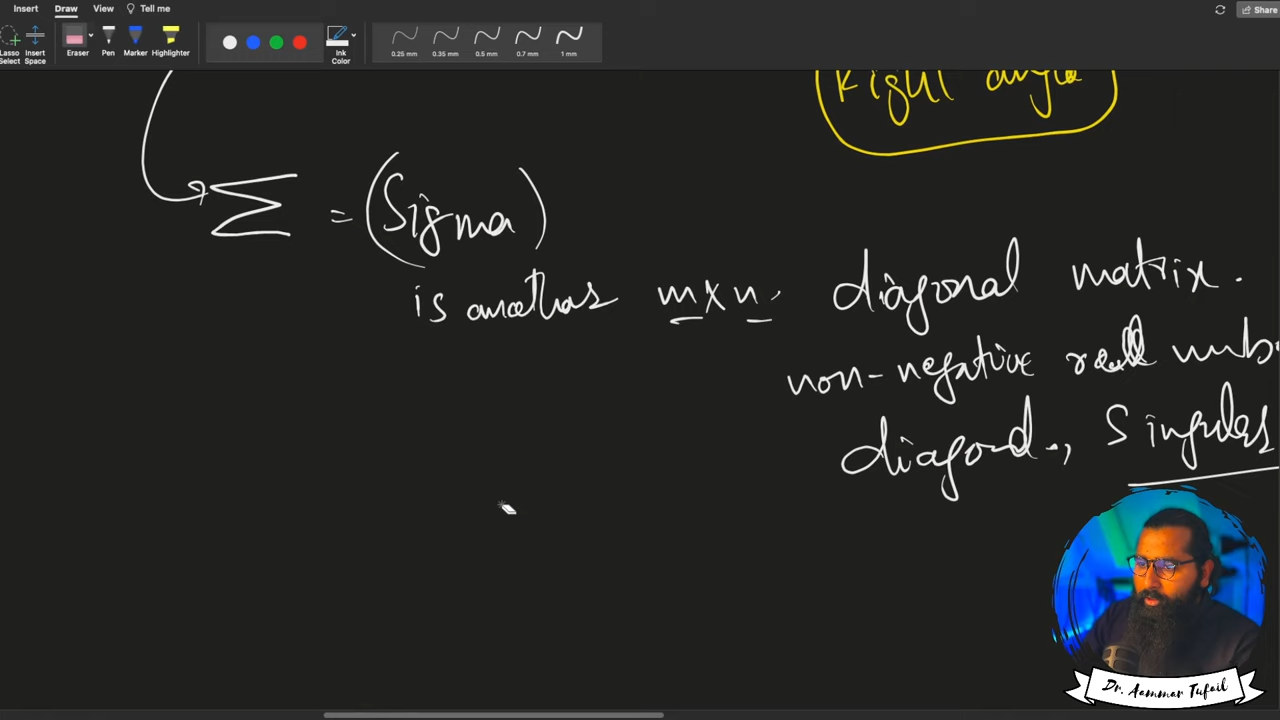 Insert Draw View Tell me
Share
Lasso Select
Insert Space
Eraser
Pen
Marker
Highlighter
Ink Color
0.25 mm
0.35 mm
0.5 mm
0.7 mm
1 mm
Right angle
Σ = (Sigma)
is another m×n. diagonal matrix.
non-negative real
diagonal., Singular
Dr. Aammar Tufail